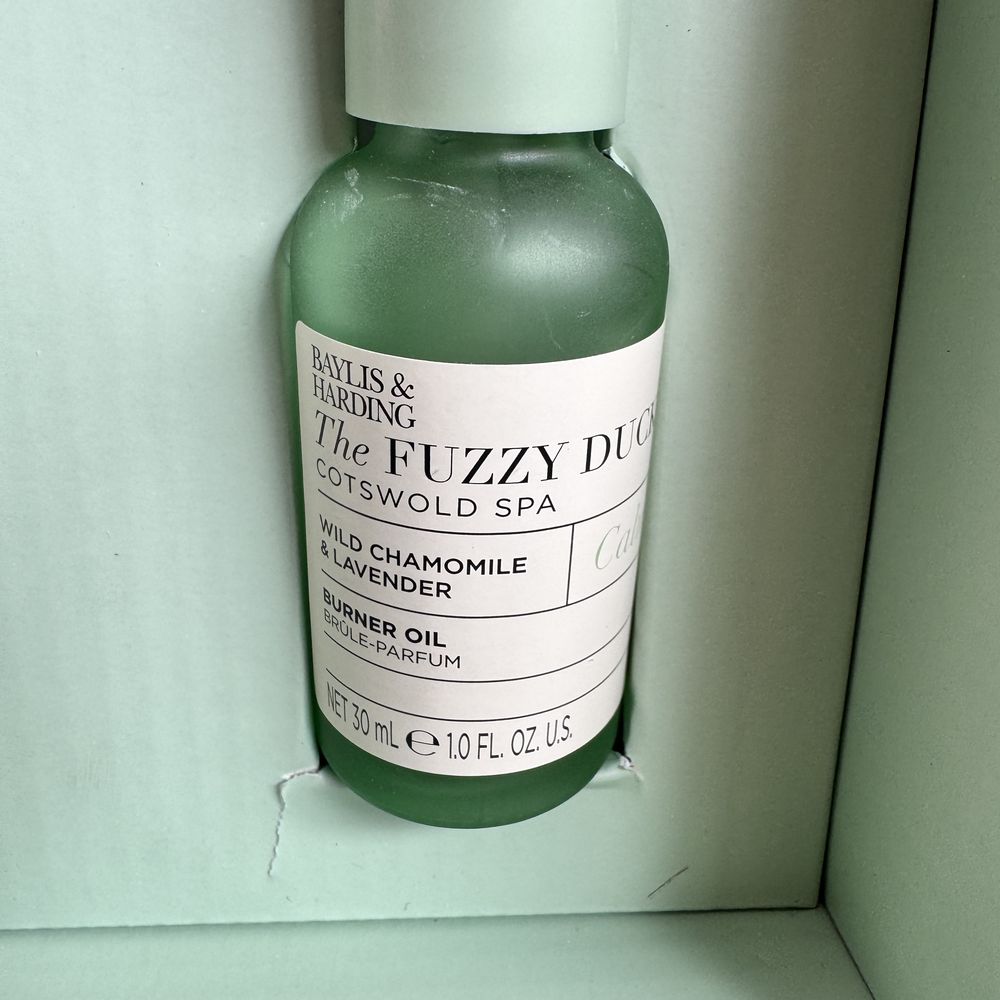 BAYLIS &
HARDING
The FUZZY DUCK
COTSWOLD SPA
WILD CHAMOMILE
& LAVENDER
BURNER OIL
BRÛLE-PARFUM
NET 30 mL ℮ 1.0 FL. OZ. U.S.